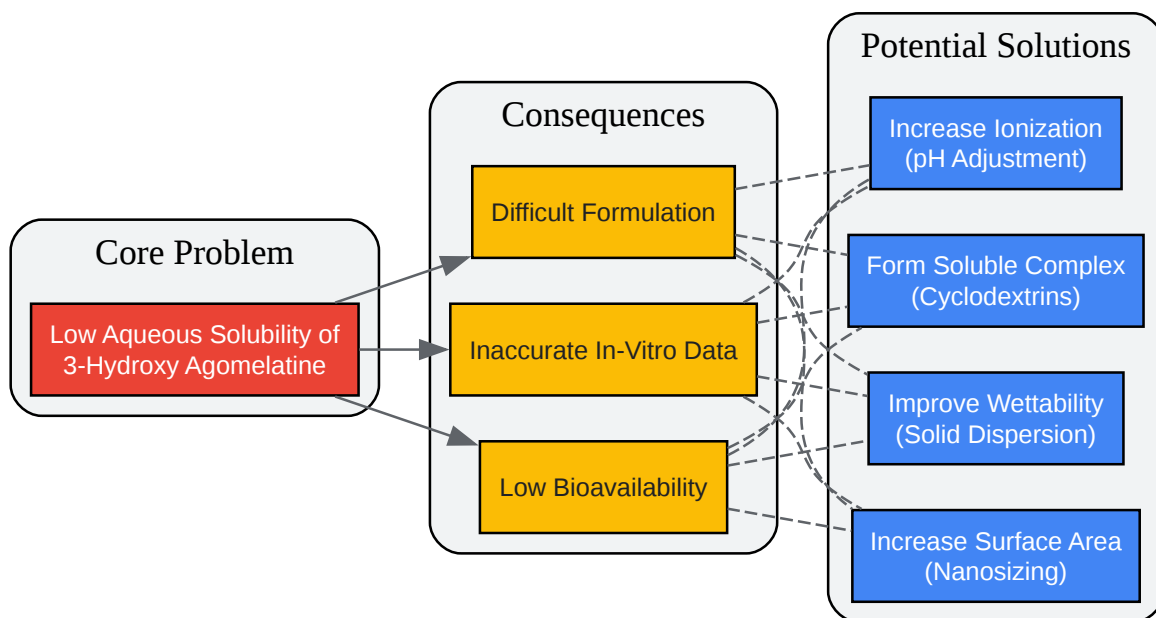 Core Problem
Low Aqueous Solubility of
3-Hydroxy Agomelatine
Consequences
Difficult Formulation
Inaccurate In-Vitro Data
Low Bioavailability
Potential Solutions
Increase Ionization
(pH Adjustment)
Form Soluble Complex
(Cyclodextrins)
Improve Wettability
(Solid Dispersion)
Increase Surface Area
(Nanosizing)